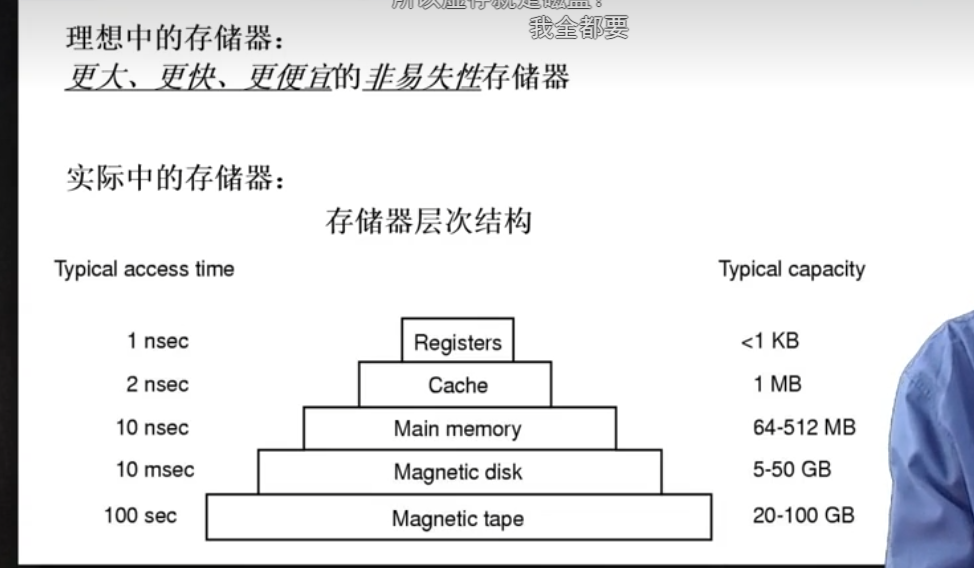 我全都要
理想中的存储器：
更大、更快、更便宜的非易失性存储器
实际中的存储器：
存储器层次结构
Typical access time
Typical capacity
1 nsec
Registers
<1 KB
2 nsec
Cache
1 MB
10 nsec
Main memory
64-512 MB
10 msec
Magnetic disk
5-50 GB
100 sec
Magnetic tape
20-100 GB